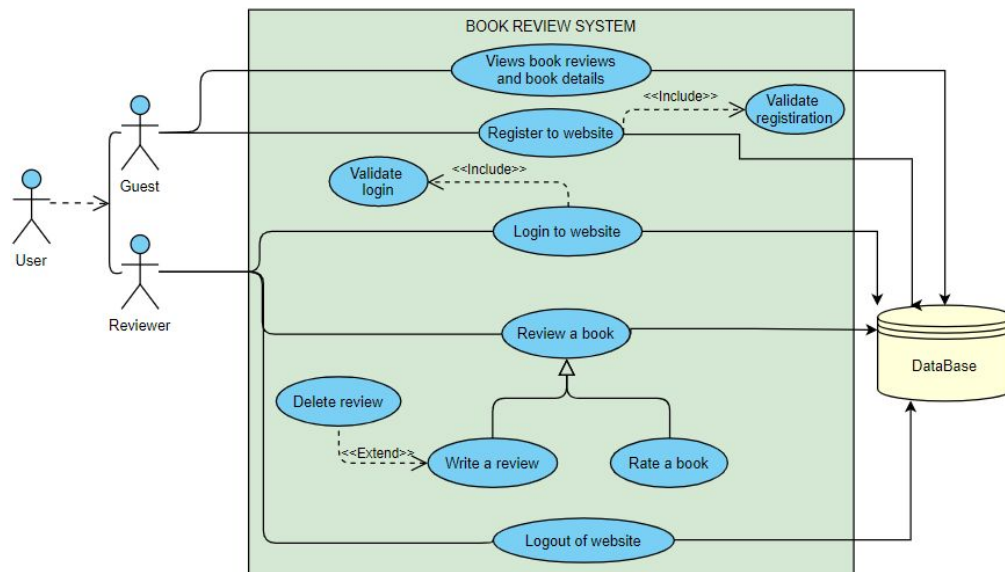 BOOK REVIEW SYSTEM
Views book reviews
and book details
<<Include>>
Validate
registiration
Register to website
Guest
Validate
login
<<Include>>
Login to website
User
Reviewer
Review a book
DataBase
Delete review
<<Extend>>
Write a review
Rate a book
Logout of website